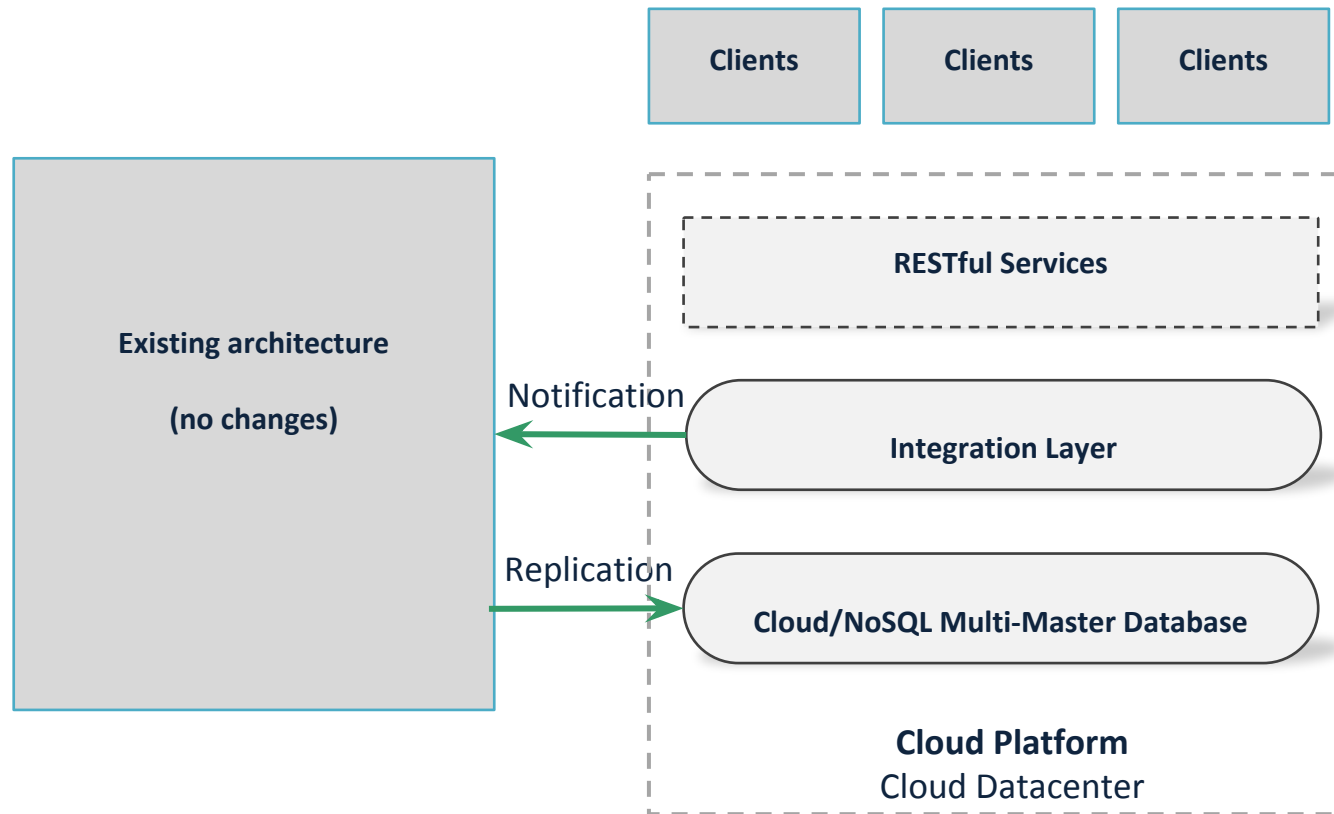 Clients
Clients
Clients
Existing architecture
(no changes)
RESTful Services
Notification
Integration Layer
Replication
Cloud/NoSQL Multi-Master Database
Cloud Platform
Cloud Datacenter